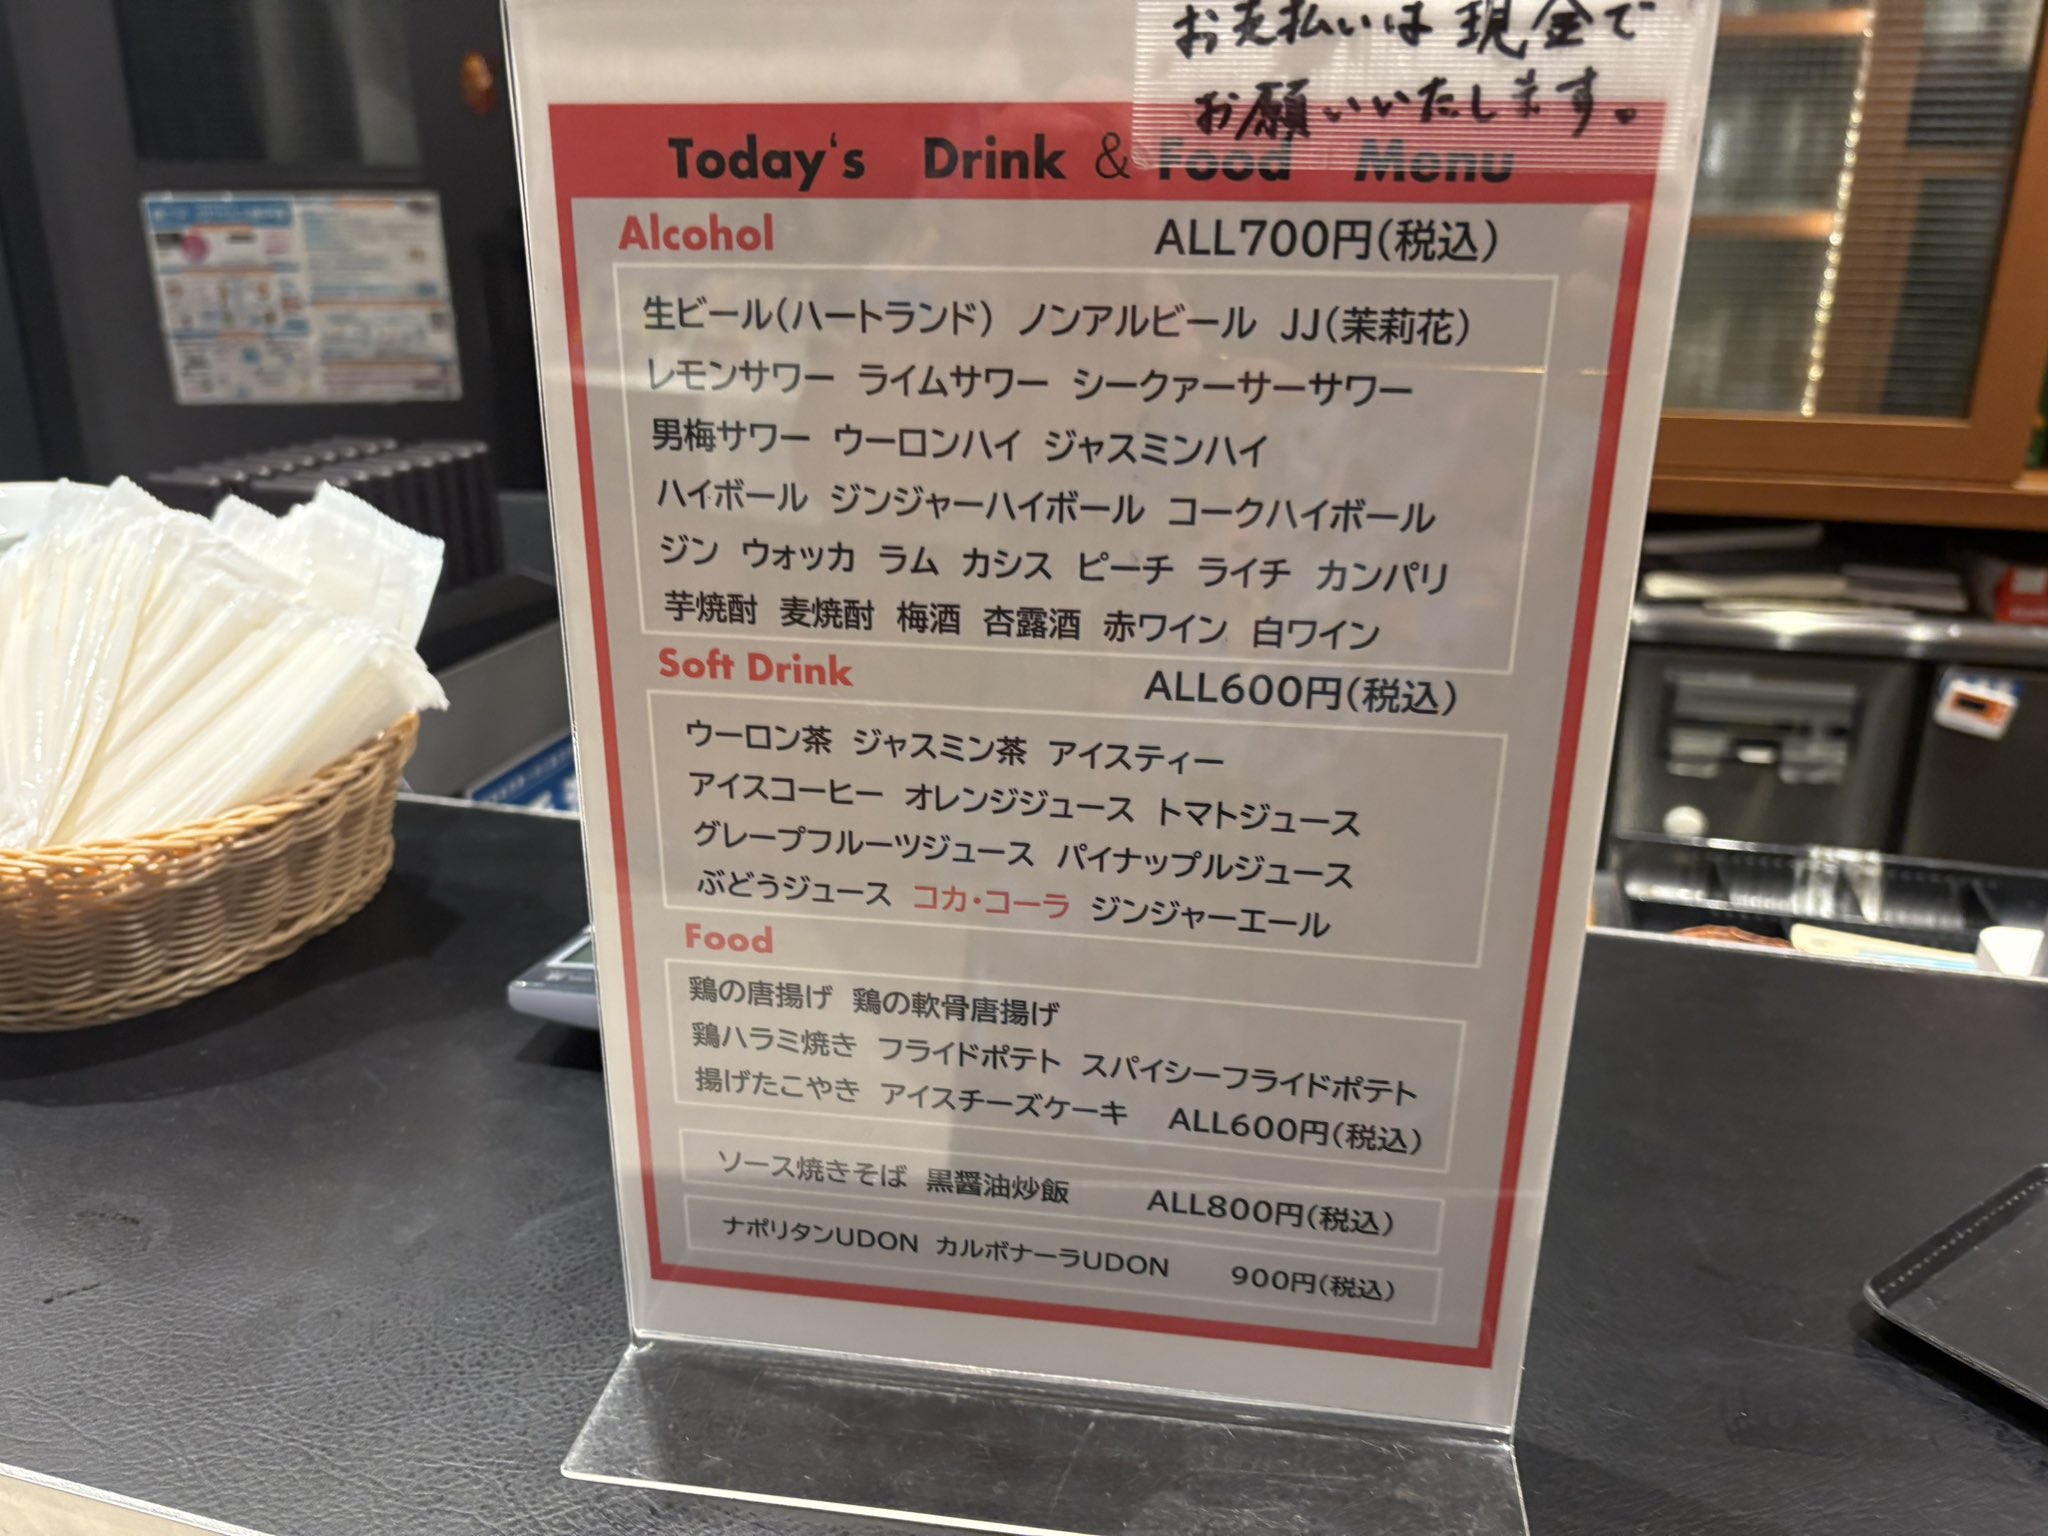 お支払いは現金で
お願いいたします。
Today's Drink & Food Menu
Alcohol ALL700円(税込)
生ビール(ハートランド) ノンアルビール JJ(茉莉花)
レモンサワー ライムサワー シークァーサーサワー
男梅サワー ウーロンハイ ジャスミンハイ
ハイボール ジンジャーハイボール コークハイボール
ジン ウォッカ ラム カシス ピーチ ライチ カンパリ
芋焼酎 麦焼酎 梅酒 杏露酒 赤ワイン 白ワイン
Soft Drink ALL600円(税込)
ウーロン茶 ジャスミン茶 アイスティー
アイスコーヒー オレンジジュース トマトジュース
グレープフルーツジュース パイナップルジュース
ぶどうジュース コカ・コーラ ジンジャーエール
Food
鶏の唐揚げ 鶏の軟骨唐揚げ
鶏ハラミ焼き フライドポテト スパイシーフライドポテト
揚げたこやき アイスチーズケーキ ALL600円(税込)
ソース焼きそば 黒醤油炒飯 ALL800円(税込)
ナポリタンUDON カルボナーラUDON 900円(税込)